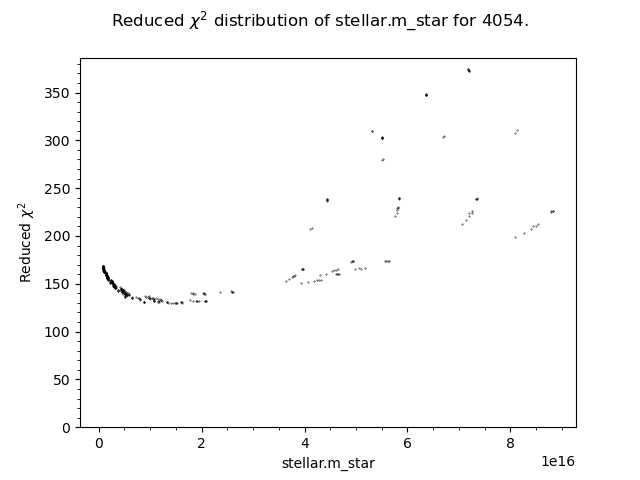 Reduced χ² distribution of stellar.m_star for 4054.
350
300
250
200
150
100
50
0
Reduced χ²
0 2 4 6 8
stellar.m_star
1e16